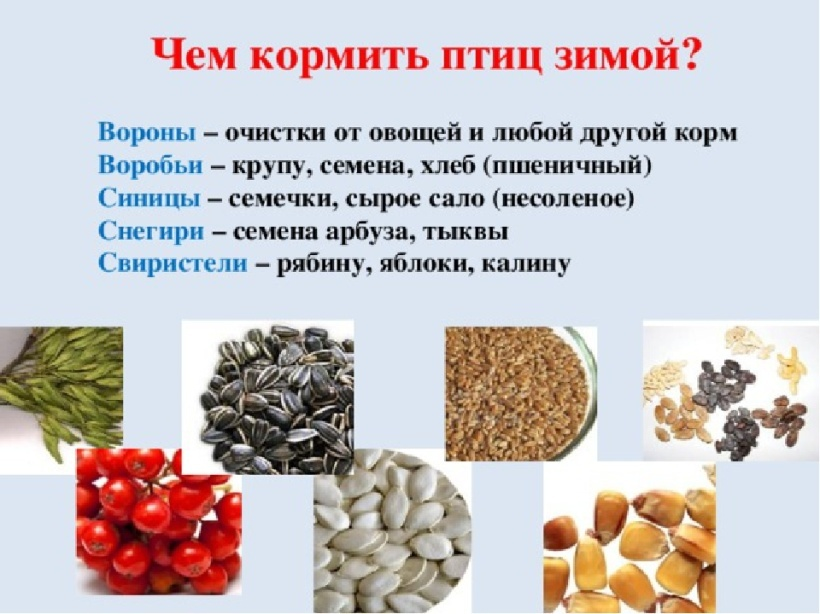 Чем кормить птиц зимой?
Вороны – очистки от овощей и любой другой корм
Воробьи – крупу, семена, хлеб (пшеничный)
Синицы – семечки, сырое сало (несоленое)
Снегири – семена арбуза, тыквы
Свиристели – рябину, яблоки, калину